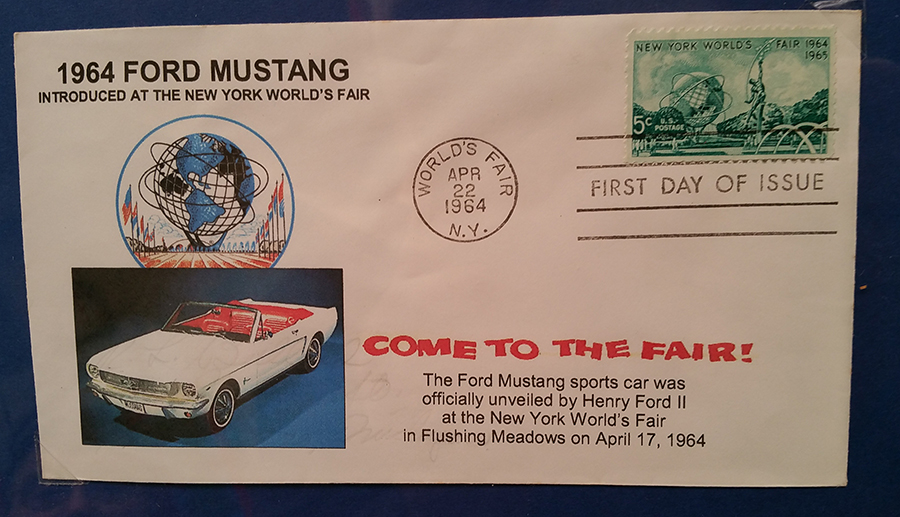 1964 FORD MUSTANG
INTRODUCED AT THE NEW YORK WORLD'S FAIR
NEW YORK WORLD'S FAIR 1964
1965
5c
U.S.
POSTAGE
WORLD'S FAIR
APR
22
1964
N.Y.
FIRST DAY OF ISSUE
COME TO THE FAIR!
The Ford Mustang sports car was
officially unveiled by Henry Ford II
at the New York World's Fair
in Flushing Meadows on April 17, 1964